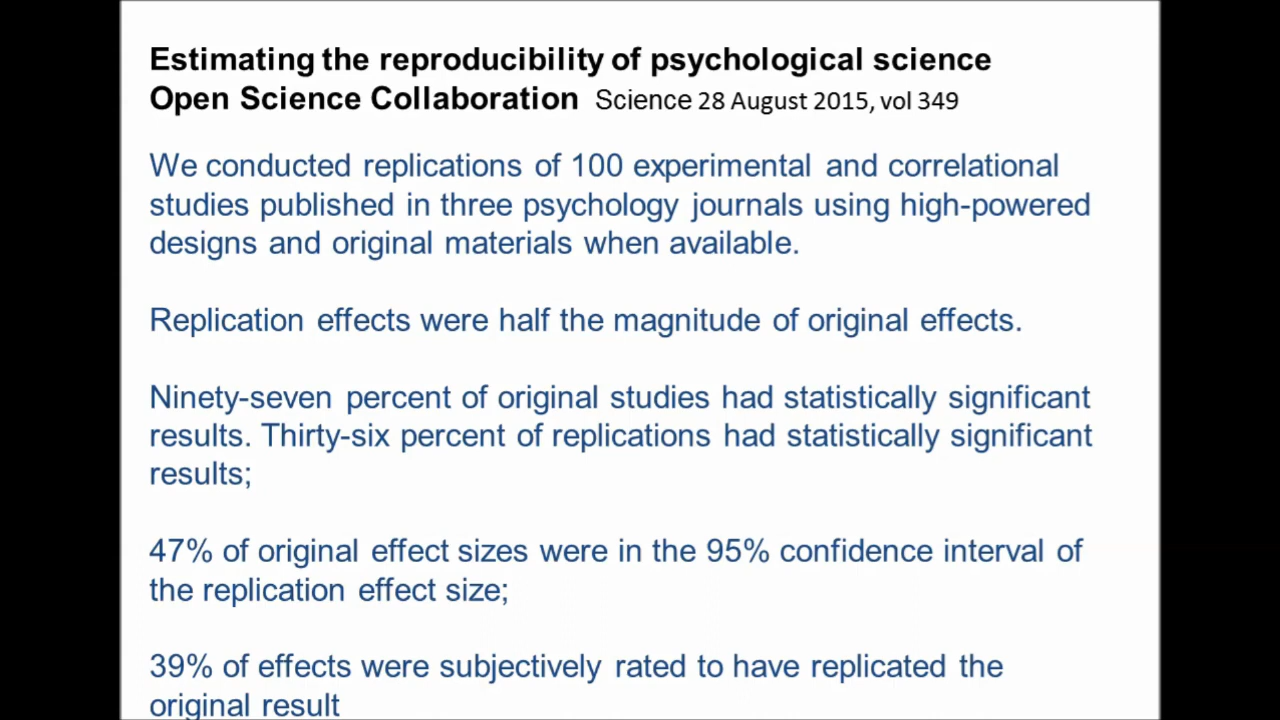 Estimating the reproducibility of psychological science
Open Science Collaboration Science 28 August 2015, vol 349
We conducted replications of 100 experimental and correlational
studies published in three psychology journals using high-powered
designs and original materials when available.
Replication effects were half the magnitude of original effects.
Ninety-seven percent of original studies had statistically significant
results. Thirty-six percent of replications had statistically significant
results;
47% of original effect sizes were in the 95% confidence interval of
the replication effect size;
39% of effects were subjectively rated to have replicated the
original result